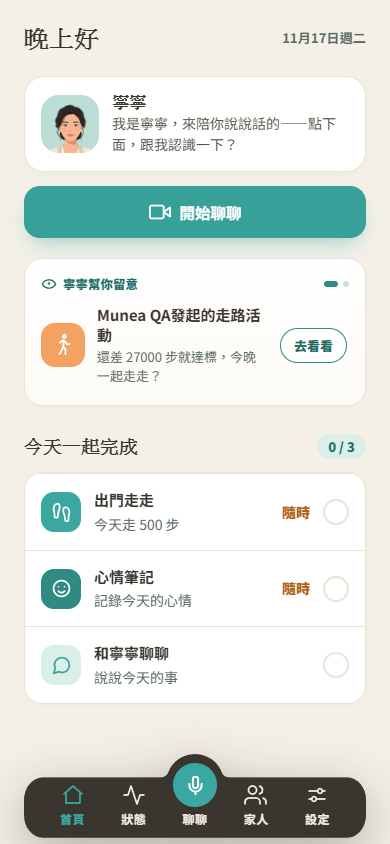 晚上好
11月17日週二
寧寧
我是寧寧，來陪你說說話的——點下
面，跟我認識一下？
開始聊聊
寧寧幫你留意
Munea QA發起的走路活
動
還差 27000 步就達標，今晚
一起走走？
去看看
今天一起完成
0 / 3
出門走走
今天走 500 步
隨時
心情筆記
記錄今天的心情
隨時
和寧寧聊聊
說說今天的事
首頁
狀態
聊聊
家人
設定